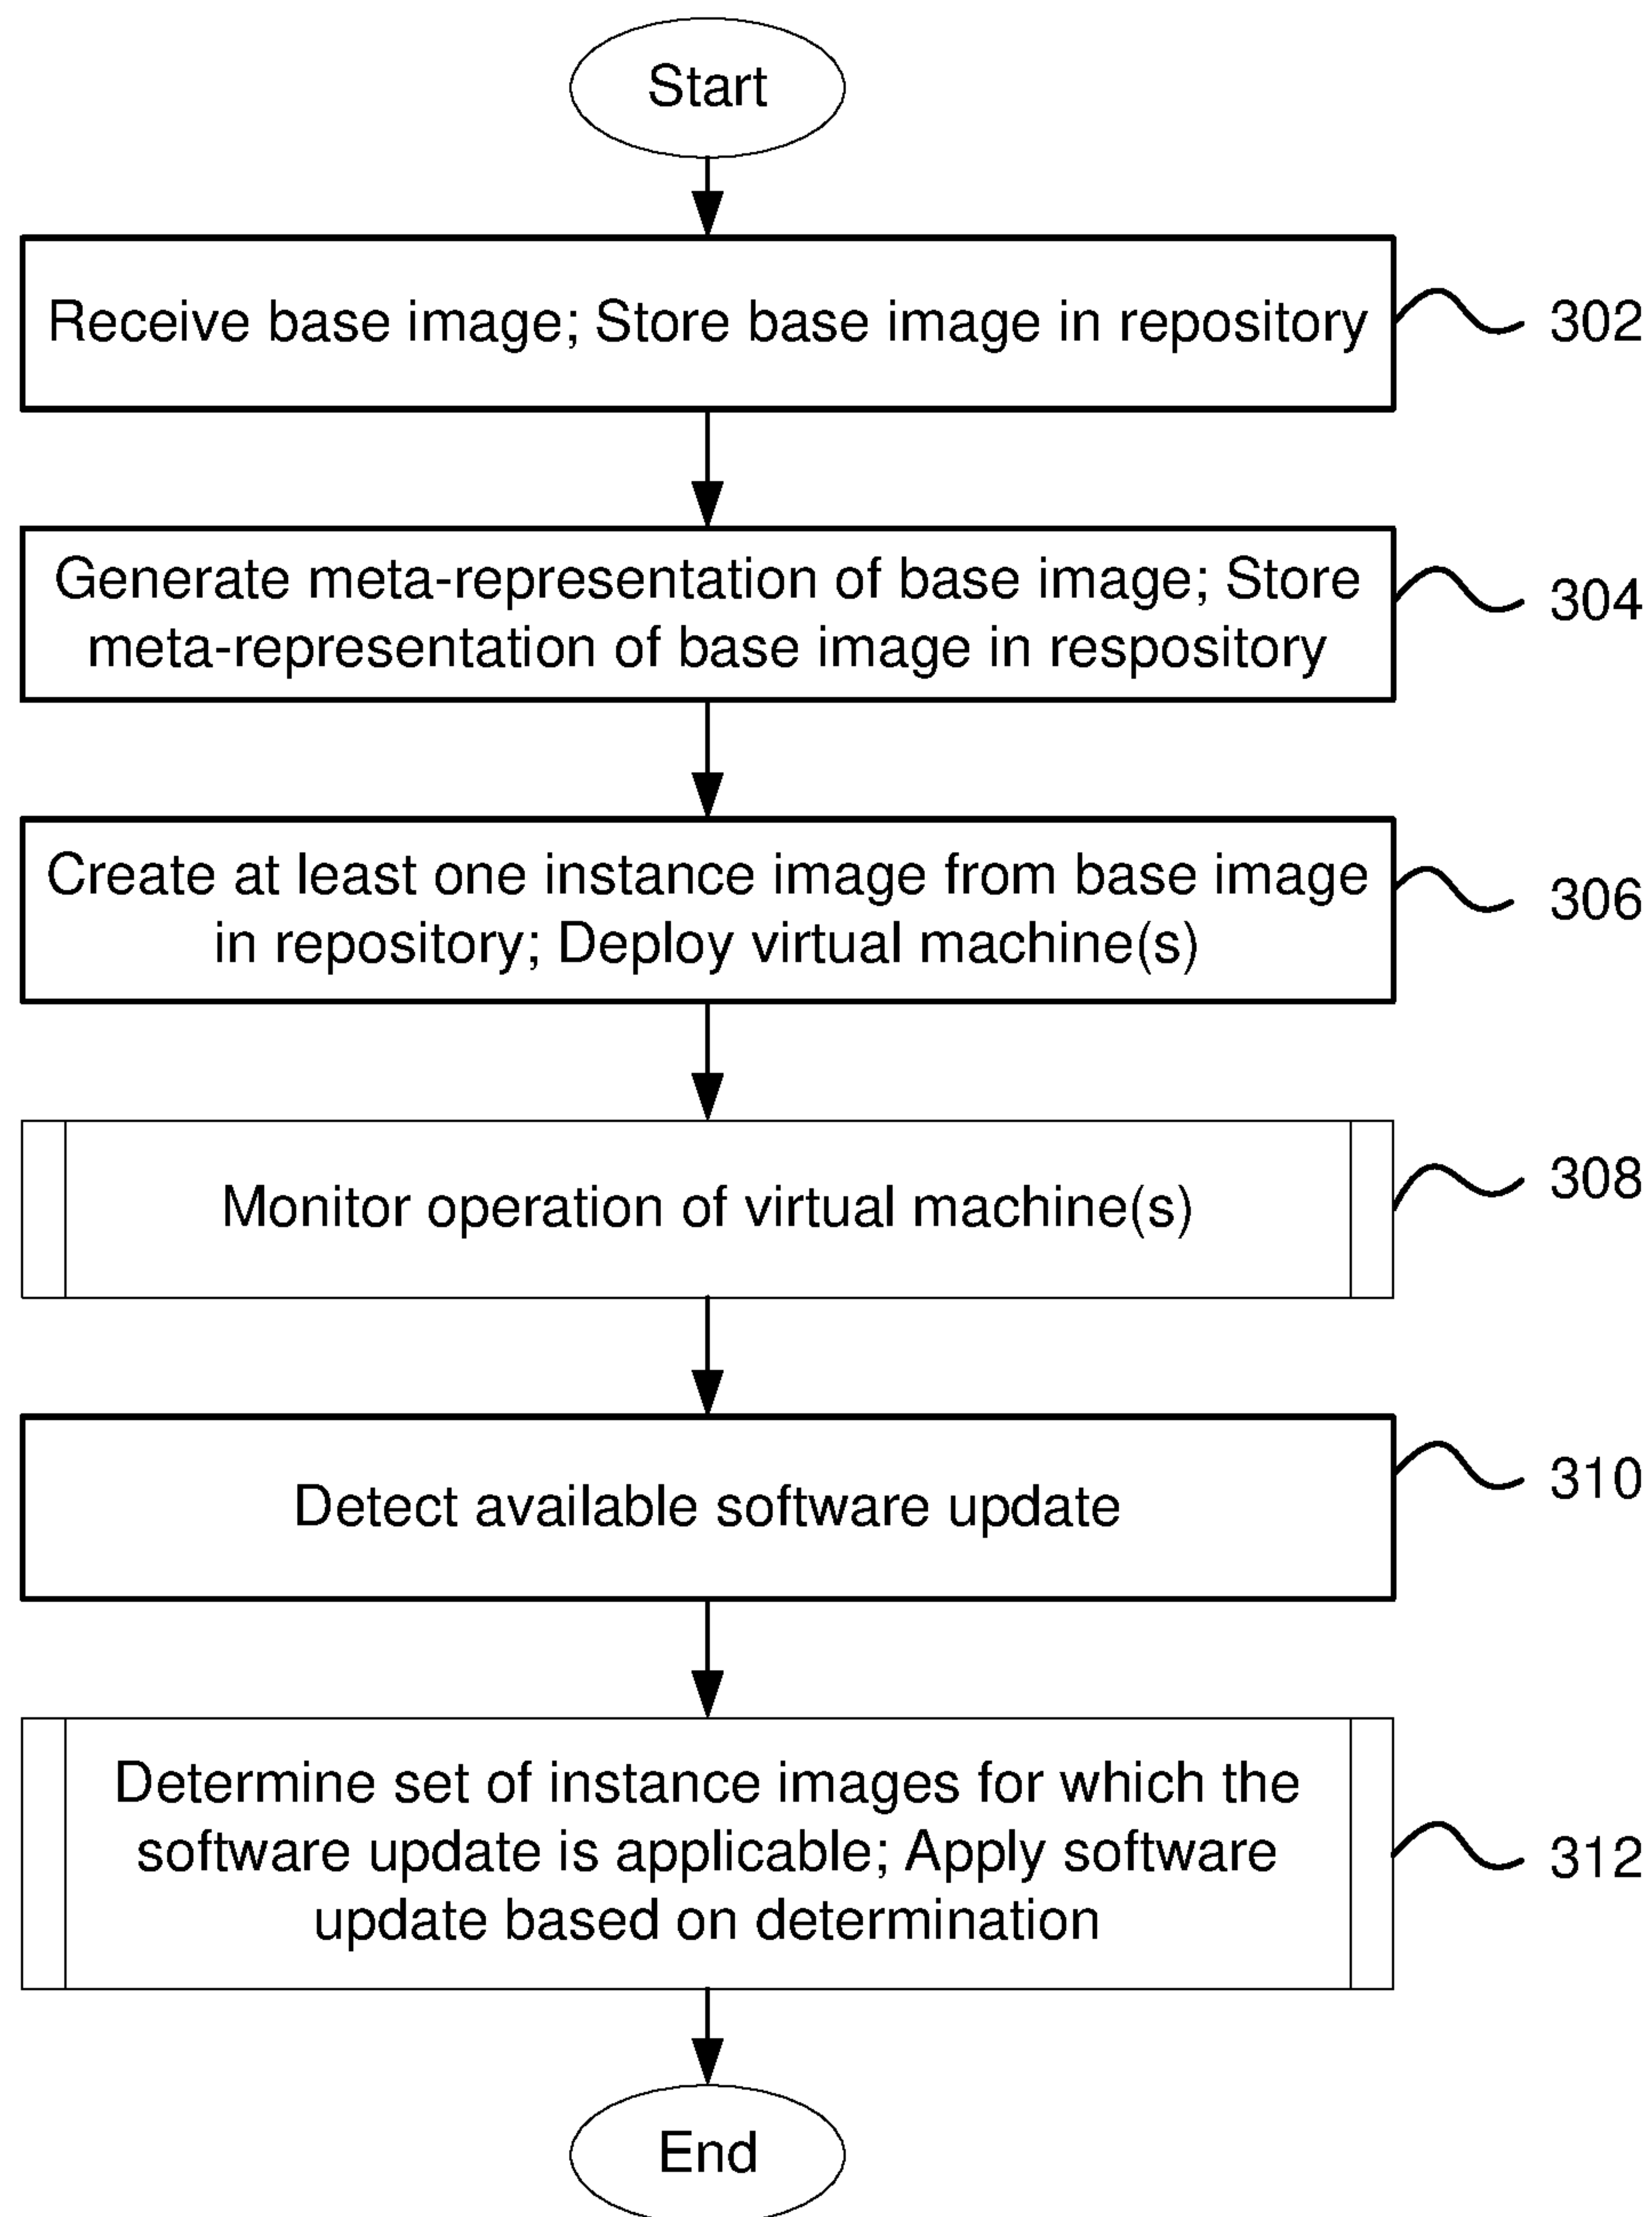 Start
Receive base image; Store base image in repository
302
Generate meta-representation of base image; Store
meta-representation of base image in respository
304
Create at least one instance image from base image
in repository; Deploy virtual machine(s)
306
Monitor operation of virtual machine(s)
308
Detect available software update
310
Determine set of instance images for which the
software update is applicable; Apply software
update based on determination
312
End